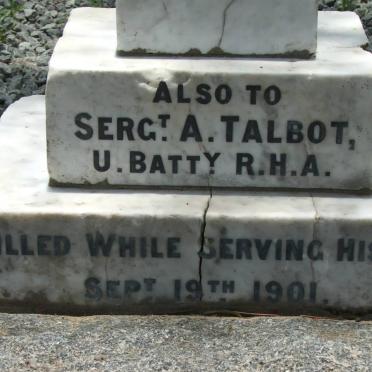 ALSO TO
SERGT A. TALBOT,
U. BATTY R.H.A.
ILLED WHILE SERVING HIS
SEPT 19TH 1901.